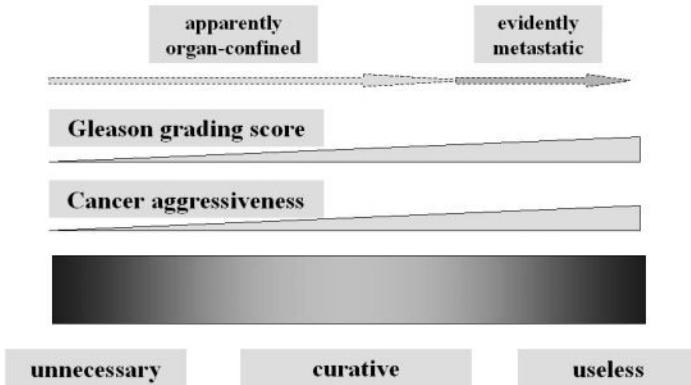 apparently
organ-confined
evidently
metastatic
Gleason grading score
Cancer aggressiveness
unnecessary
curative
useless